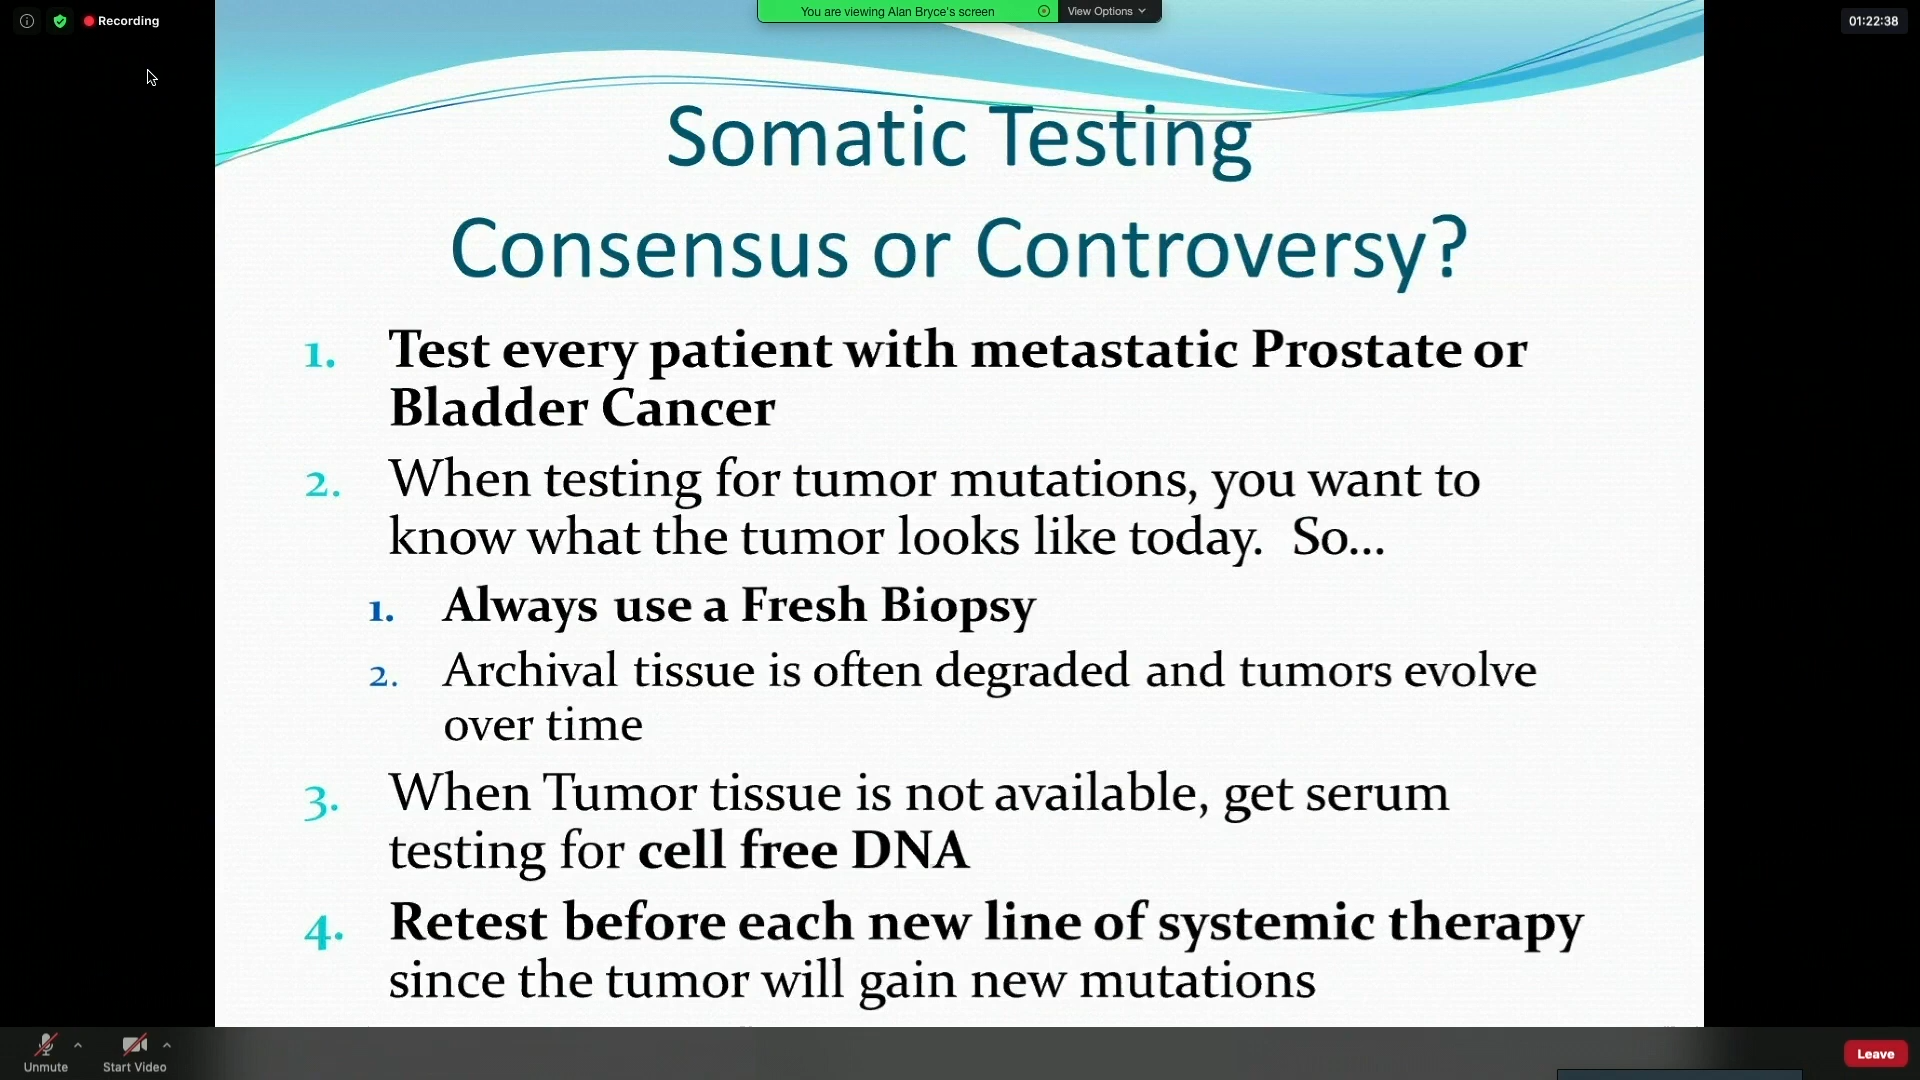 Recording
You are viewing Alan Bryce's screen
View Options
01:22:38
Somatic Testing
Consensus or Controversy?
1. Test every patient with metastatic Prostate or
Bladder Cancer
2. When testing for tumor mutations, you want to
know what the tumor looks like today. So...
1. Always use a Fresh Biopsy
2. Archival tissue is often degraded and tumors evolve
over time
3. When Tumor tissue is not available, get serum
testing for cell free DNA
4. Retest before each new line of systemic therapy
since the tumor will gain new mutations
Unmute
Start Video
Leave